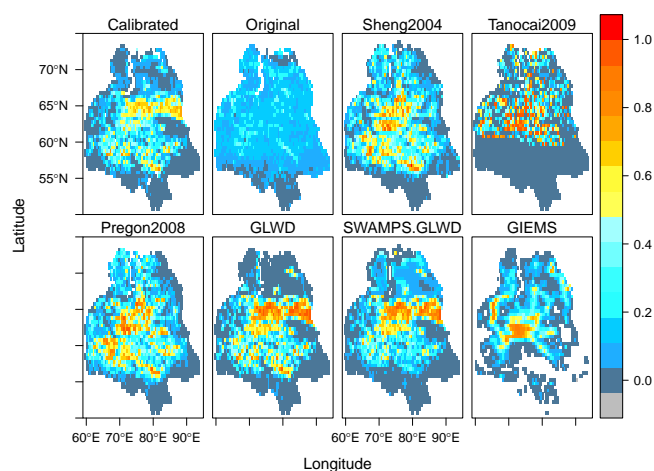 Calibrated
Original
Sheng2004
Tanocai2009
70°N
65°N
60°N
55°N
Latitude
Pregon2008
GLWD
SWAMPS.GLWD
GIEMS
60°E 70°E 80°E 90°E
60°E 70°E 80°E 90°E
Longitude
1.0
0.8
0.6
0.4
0.2
0.0